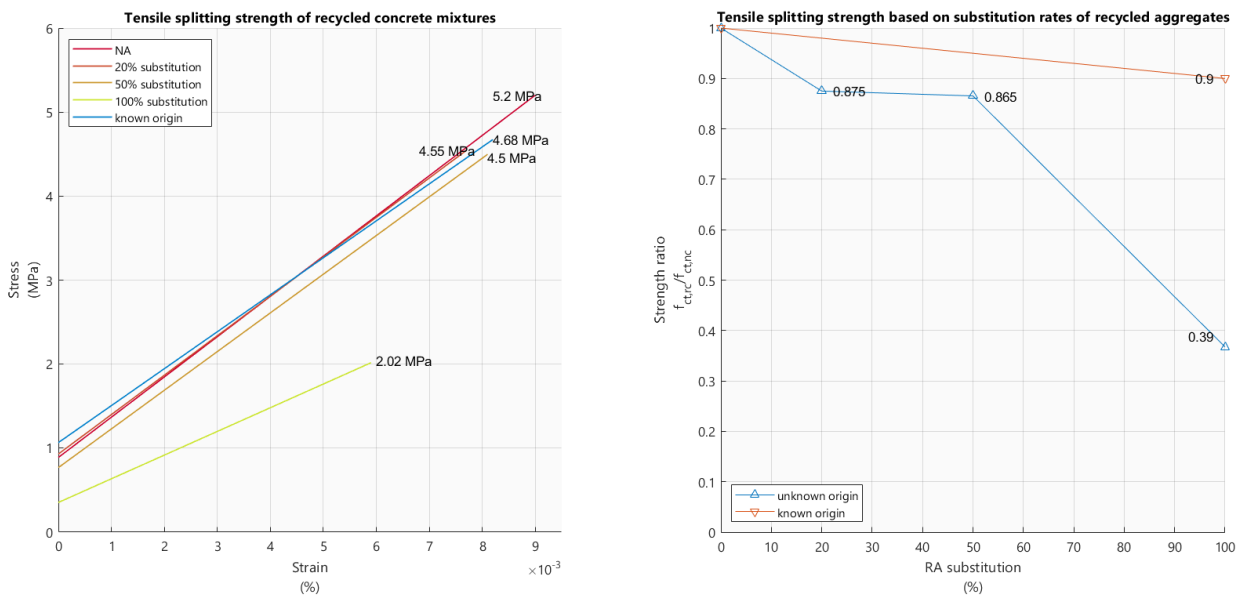 Tensile splitting strength of recycled concrete mixtures
6
5
4
3
2
1
0
Stress
(MPa)
NA
20% substitution
50% substitution
100% substitution
known origin
5.2 MPa
4.68 MPa
4.55 MPa
4.5 MPa
2.02 MPa
0 1 2 3 4 5 6 7 8 9
Strain
(%)
×10⁻³
Tensile splitting strength based on substitution rates of recycled aggregates
1
0.9
0.8
0.7
0.6
0.5
0.4
0.3
0.2
0.1
0
Strength ratio
f_ct,rc/f_ct,nc
0.9
0.875
0.865
0.39
unknown origin
known origin
0 10 20 30 40 50 60 70 80 90 100
RA substitution
(%)